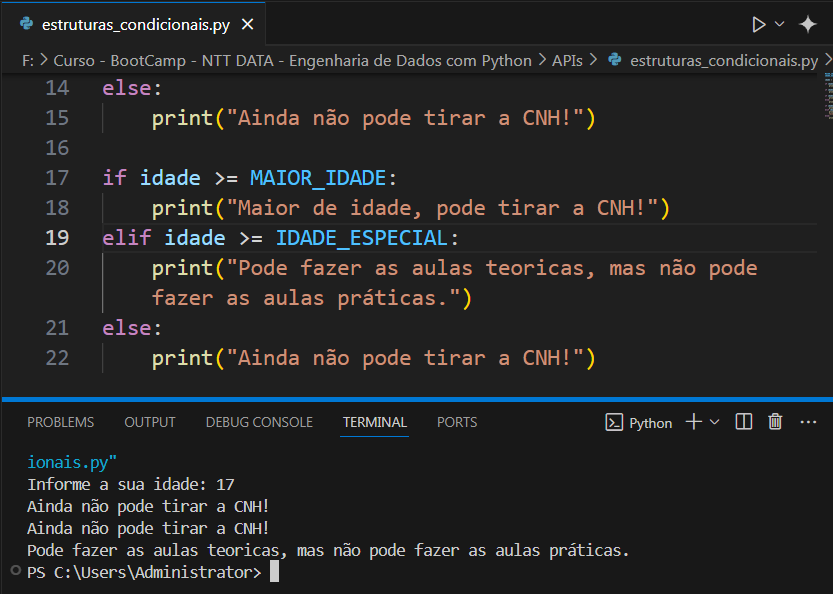 estruturas_condicionais.py
F: > Curso - BootCamp - NTT DATA - Engenharia de Dados com Python > APIs > estruturas_condicionais.py >
14 else:
15 print("Ainda não pode tirar a CNH!")
16
17 if idade >= MAIOR_IDADE:
18 print("Maior de idade, pode tirar a CNH!")
19 elif idade >= IDADE_ESPECIAL:
20 print("Pode fazer as aulas teoricas, mas não pode
fazer as aulas práticas.")
21 else:
22 print("Ainda não pode tirar a CNH!")
PROBLEMS OUTPUT DEBUG CONSOLE TERMINAL PORTS Python
ionais.py"
Informe a sua idade: 17
Ainda não pode tirar a CNH!
Ainda não pode tirar a CNH!
Pode fazer as aulas teoricas, mas não pode fazer as aulas práticas.
PS C:\Users\Administrator>